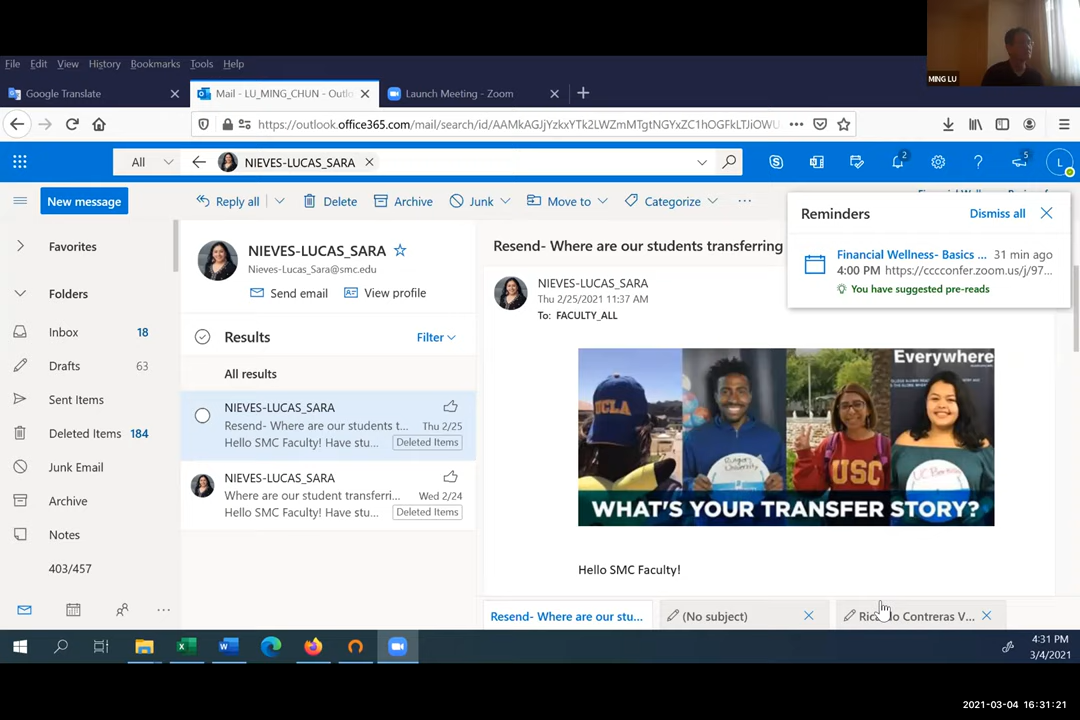 MING LU
File Edit View History Bookmarks Tools Help
Google Translate
Mail - LU_MING_CHUN - Outlo
Launch Meeting - Zoom
https://outlook.office365.com/mail/search/id/AAMkAGJjYzkxYTk2LWZmMTgtNGYxZC1hOGFkLTJiOWU
All
NIEVES-LUCAS_SARA
2
5
L
New message
Reply all
Delete
Archive
Junk
Move to
Categorize
Favorites
Folders
Inbox 18
Drafts 63
Sent Items
Deleted Items 184
Junk Email
Archive
Notes
403/457
NIEVES-LUCAS_SARA
Nieves-Lucas_Sara@smc.edu
Send email
View profile
Results
Filter
All results
NIEVES-LUCAS_SARA
Resend- Where are our students t... Thu 2/25
Hello SMC Faculty! Have stu... Deleted Items
NIEVES-LUCAS_SARA
Where are our student transferri... Wed 2/24
Hello SMC Faculty! Have stu... Deleted Items
Resend- Where are our students transferring
NIEVES-LUCAS_SARA
Thu 2/25/2021 11:37 AM
To: FACULTY_ALL
Reminders
Dismiss all
Financial Wellness- Basics ... 31 min ago
4:00 PM https://cccconfer.zoom.us/j/97...
You have suggested pre-reads
Everywhere
UCLA
Rutgers
University
USC
WHAT'S YOUR TRANSFER STORY?
Hello SMC Faculty!
Resend- Where are our stu...
(No subject)
4:31 PM
3/4/2021
2021-03-04 16:31:21